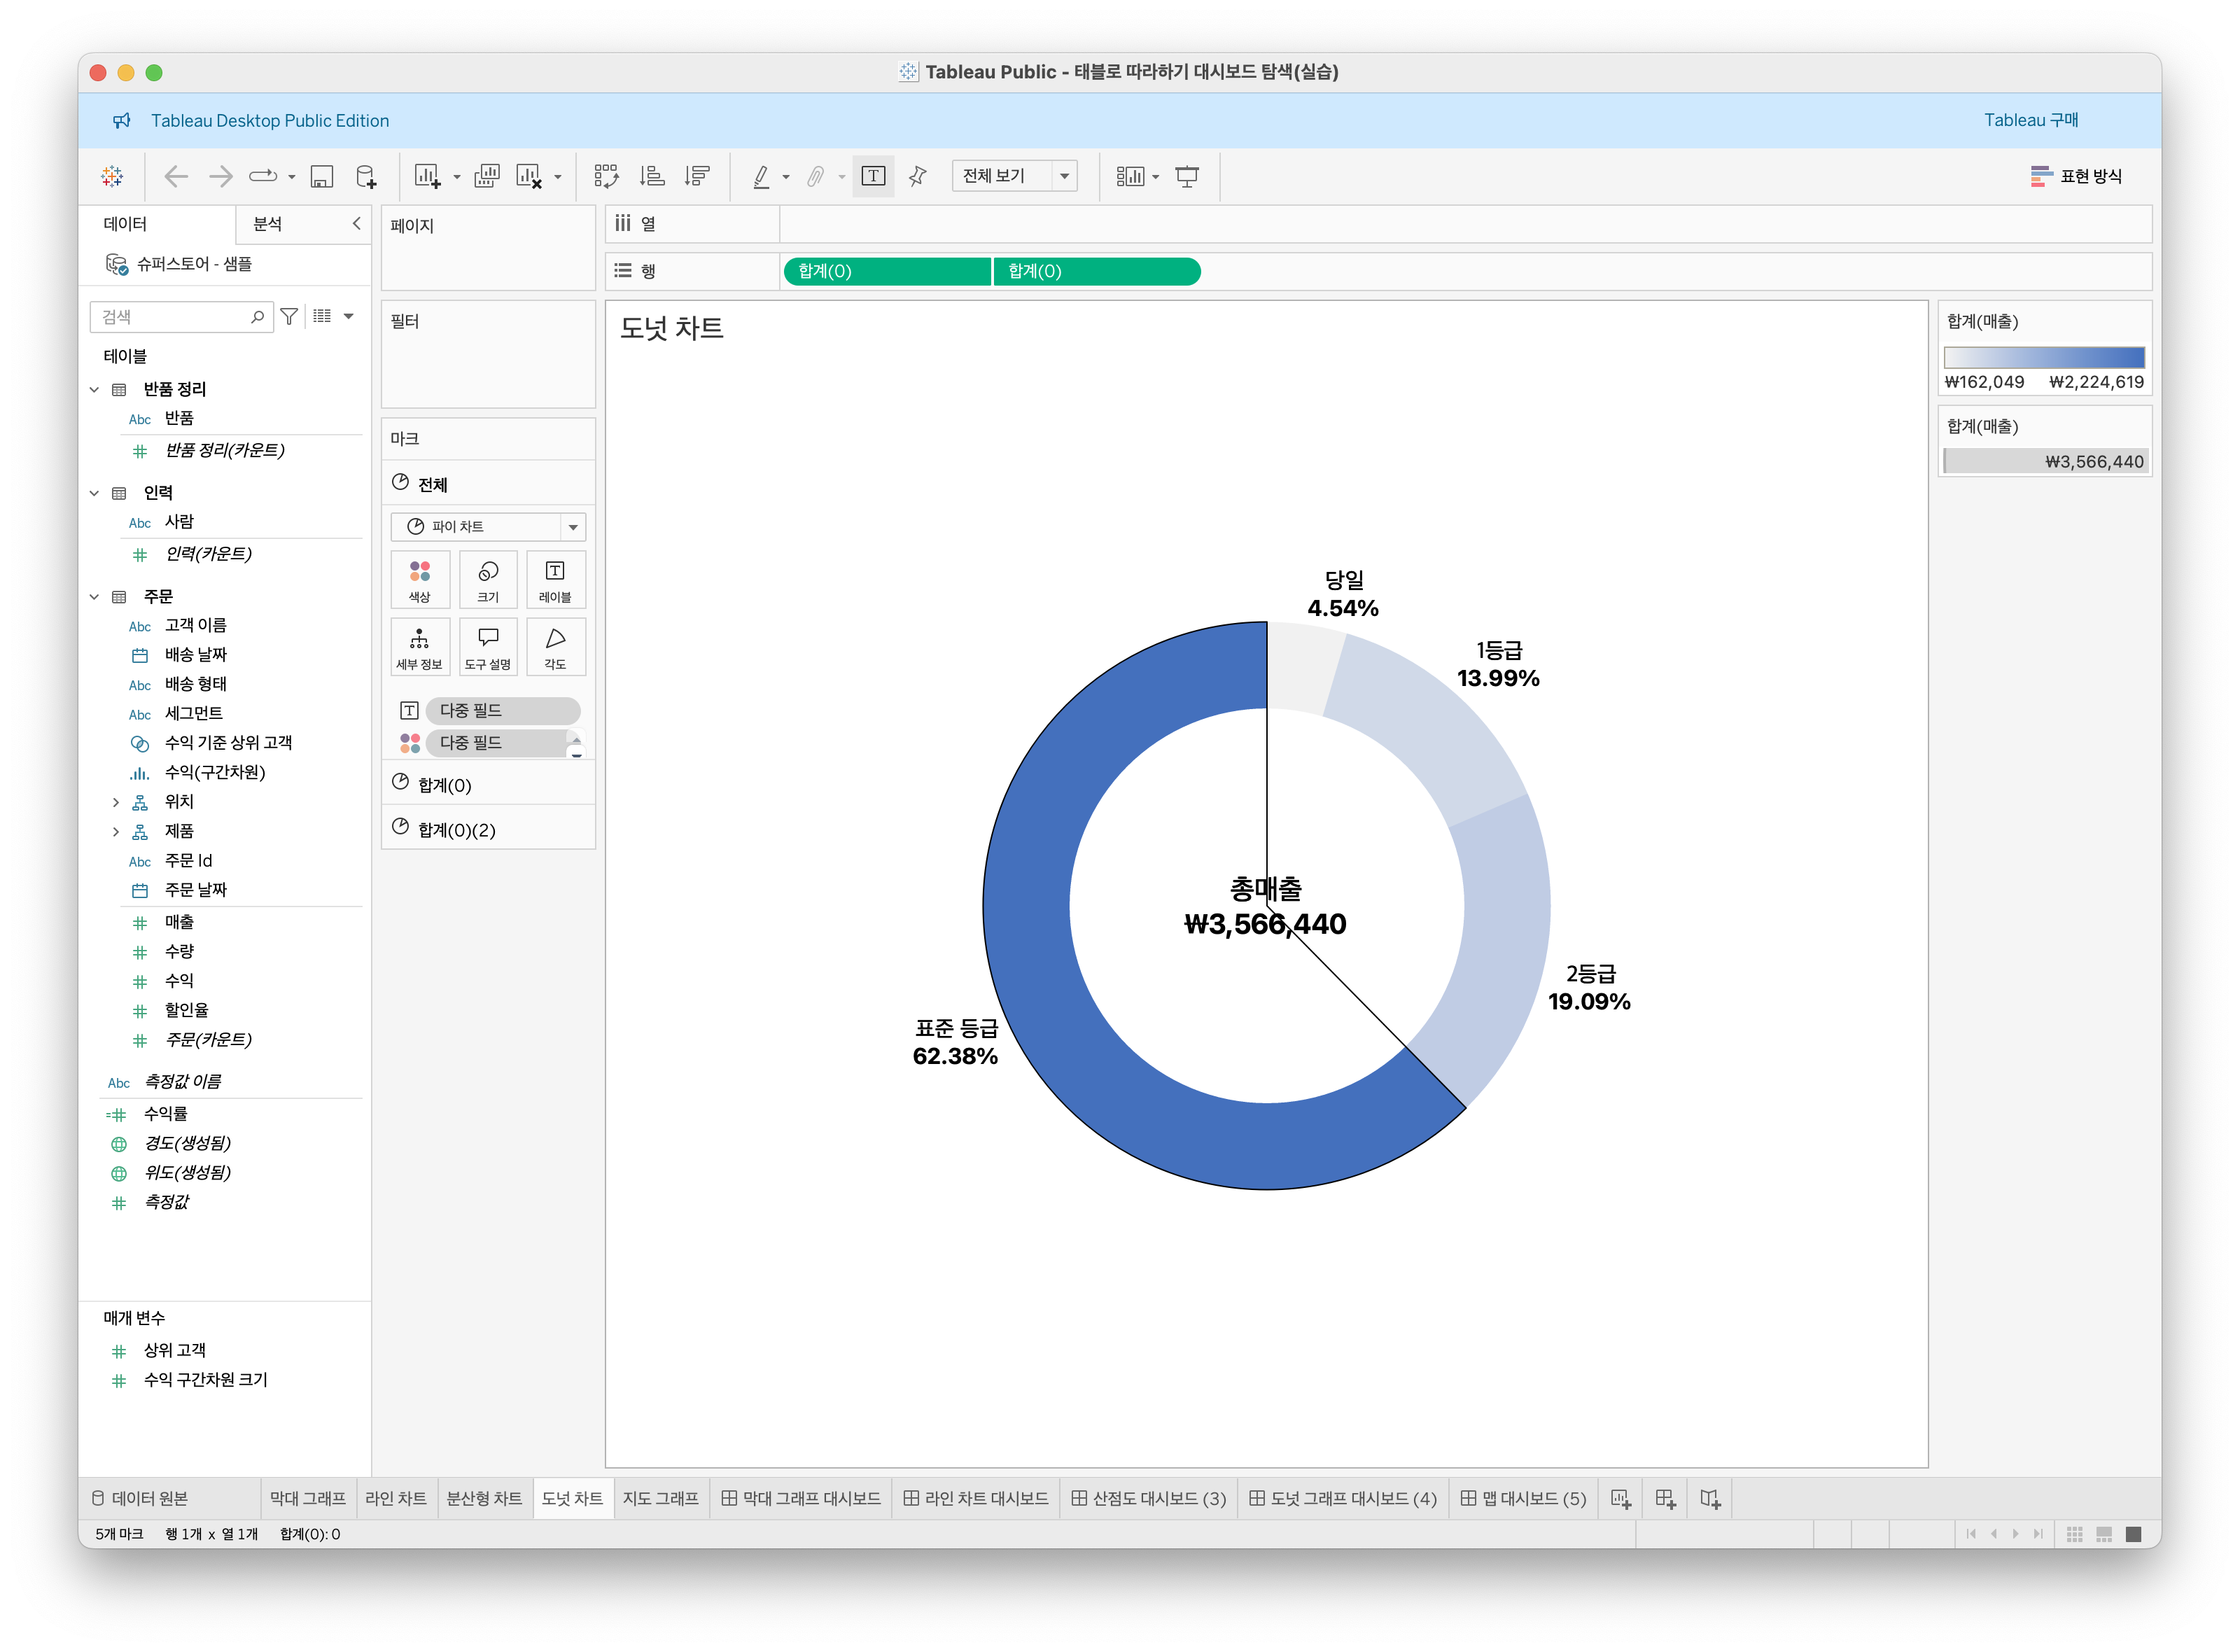 Tableau Public - 태블로 따라하기 대시보드 탐색(실습)
Tableau Desktop Public Edition
Tableau 구매
전체 보기
표현 방식
데이터
분석
슈퍼스토어 - 샘플
검색
테이블
반품 정리
Abc 반품
반품 정리(카운트)
인력
Abc 사람
인력(카운트)
주문
Abc 고객 이름
배송 날짜
Abc 배송 형태
Abc 세그먼트
수익 기준 상위 고객
수익(구간차원)
위치
제품
Abc 주문 Id
주문 날짜
매출
수량
수익
할인율
주문(카운트)
Abc 측정값 이름
수익률
경도(생성됨)
위도(생성됨)
측정값
매개 변수
상위 고객
수익 구간차원 크기
페이지
필터
마크
전체
파이 차트
색상
크기
레이블
세부 정보
도구 설명
각도
다중 필드
다중 필드
합계(0)
합계(0)(2)
열
행
합계(0)
합계(0)
도넛 차트
당일
4.54%
1등급
13.99%
총매출
₩3,566,440
2등급
19.09%
표준 등급
62.38%
합계(매출)
₩162,049
₩2,224,619
합계(매출)
₩3,566,440
데이터 원본
막대 그래프
라인 차트
분산형 차트
도넛 차트
지도 그래프
막대 그래프 대시보드
라인 차트 대시보드
산점도 대시보드 (3)
도넛 그래프 대시보드 (4)
맵 대시보드 (5)
5개 마크
행 1개 x 열 1개
합계(0): 0